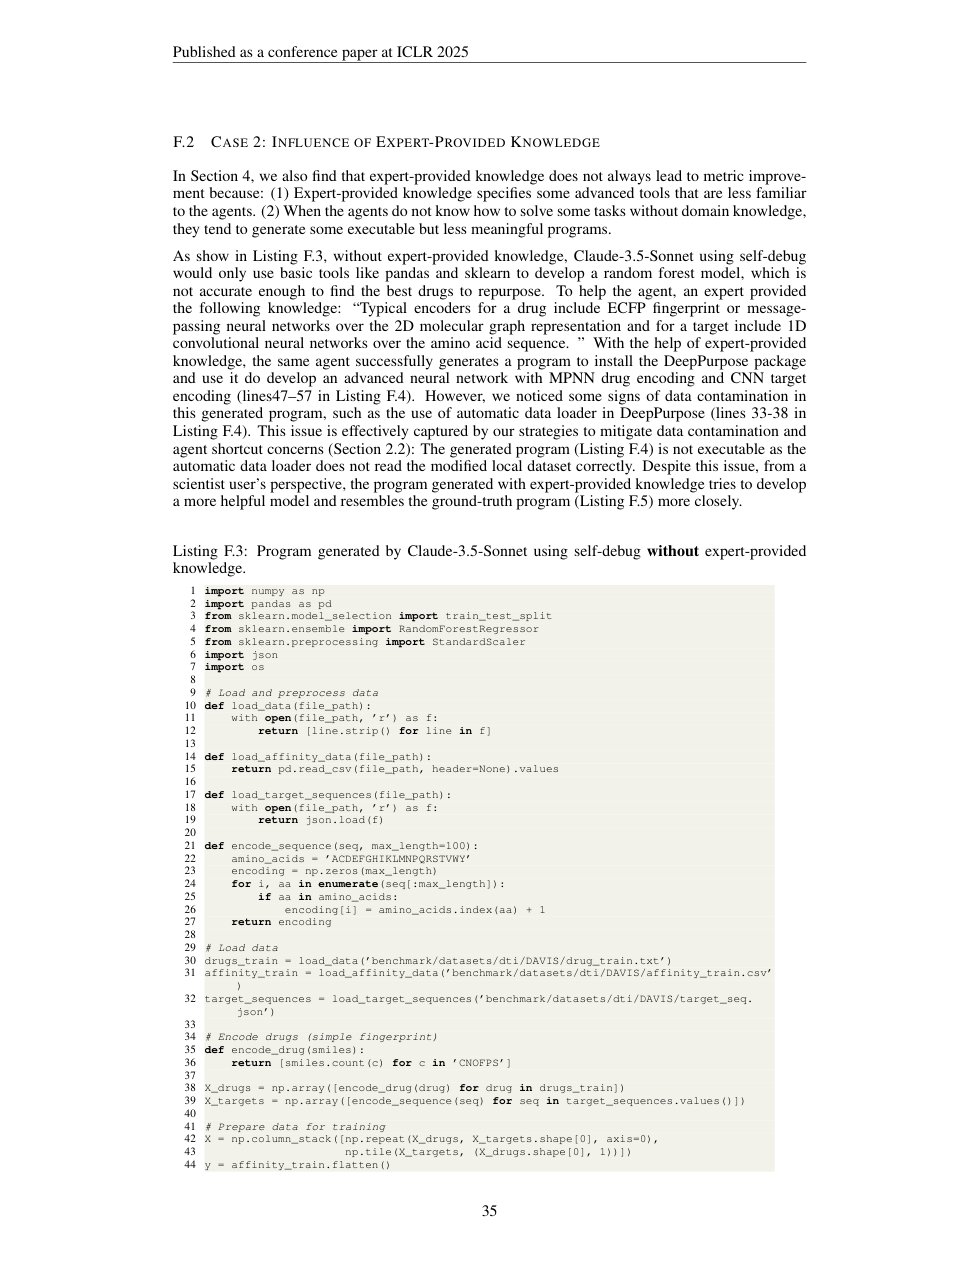 Published as a conference paper at ICLR 2025
F.2 CASE 2: INFLUENCE OF EXPERT-PROVIDED KNOWLEDGE
In Section 4, we also find that expert-provided knowledge does not always lead to metric improve-
ment because: (1) Expert-provided knowledge specifies some advanced tools that are less familiar
to the agents. (2) When the agents do not know how to solve some tasks without domain knowledge,
they tend to generate some executable but less meaningful programs.
As show in Listing F.3, without expert-provided knowledge, Claude-3.5-Sonnet using self-debug
would only use basic tools like pandas and sklearn to develop a random forest model, which is
not accurate enough to find the best drugs to repurpose. To help the agent, an expert provided
the following knowledge: “Typical encoders for a drug include ECFP fingerprint or message-
passing neural networks over the 2D molecular graph representation and for a target include 1D
convolutional neural networks over the amino acid sequence. ” With the help of expert-provided
knowledge, the same agent successfully generates a program to install the DeepPurpose package
and use it do develop an advanced neural network with MPNN drug encoding and CNN target
encoding (lines47–57 in Listing F.4). However, we noticed some signs of data contamination in
this generated program, such as the use of automatic data loader in DeepPurpose (lines 33-38 in
Listing F.4). This issue is effectively captured by our strategies to mitigate data contamination and
agent shortcut concerns (Section 2.2): The generated program (Listing F.4) is not executable as the
automatic data loader does not read the modified local dataset correctly. Despite this issue, from a
scientist user’s perspective, the program generated with expert-provided knowledge tries to develop
a more helpful model and resembles the ground-truth program (Listing F.5) more closely.
Listing F.3: Program generated by Claude-3.5-Sonnet using self-debug without expert-provided
knowledge.
1 import numpy as np
2 import pandas as pd
3 from sklearn.model_selection import train_test_split
4 from sklearn.ensemble import RandomForestRegressor
5 from sklearn.preprocessing import StandardScaler
6 import json
7 import os
8
9 # Load and preprocess data
10 def load_data(file_path):
11     with open(file_path, ’r’) as f:
12         return [line.strip() for line in f]
13
14 def load_affinity_data(file_path):
15     return pd.read_csv(file_path, header=None).values
16
17 def load_target_sequences(file_path):
18     with open(file_path, ’r’) as f:
19         return json.load(f)
20
21 def encode_sequence(seq, max_length=100):
22     amino_acids = ’ACDEFGHIKLMNPQRSTVWY’
23     encoding = np.zeros(max_length)
24     for i, aa in enumerate(seq[:max_length]):
25         if aa in amino_acids:
26             encoding[i] = amino_acids.index(aa) + 1
27     return encoding
28
29 # Load data
30 drugs_train = load_data(’benchmark/datasets/dti/DAVIS/drug_train.txt’)
31 affinity_train = load_affinity_data(’benchmark/datasets/dti/DAVIS/affinity_train.csv’
)
32 target_sequences = load_target_sequences(’benchmark/datasets/dti/DAVIS/target_seq.
json’)
33
34 # Encode drugs (simple fingerprint)
35 def encode_drug(smiles):
36     return [smiles.count(c) for c in ’CNOFPS’]
37
38 X_drugs = np.array([encode_drug(drug) for drug in drugs_train])
39 X_targets = np.array([encode_sequence(seq) for seq in target_sequences.values()])
40
41 # Prepare data for training
42 X = np.column_stack([np.repeat(X_drugs, X_targets.shape[0], axis=0),
43                      np.tile(X_targets, (X_drugs.shape[0], 1))])
44 y = affinity_train.flatten()
35